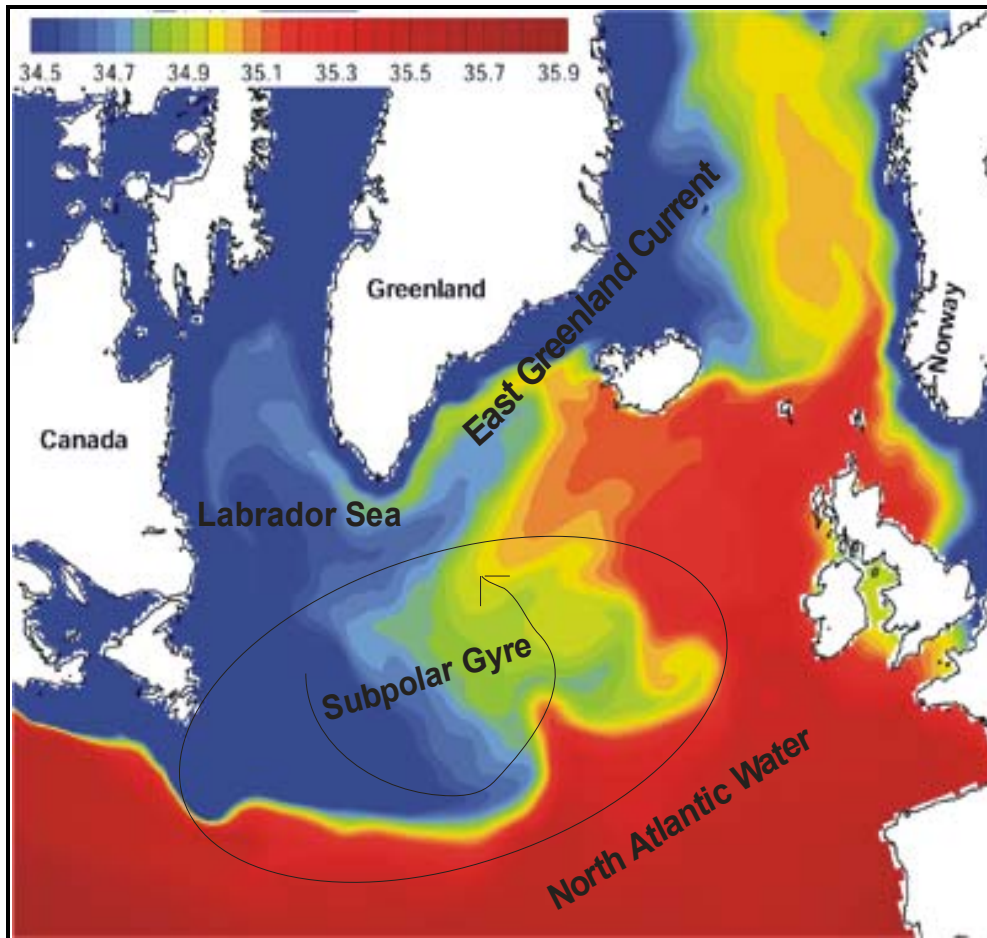 34.5 34.7 34.9 35.1 35.3 35.5 35.7 35.9
Greenland
East Greenland Current
Norway
Canada
Labrador Sea
Subpolar Gyre
North Atlantic Water